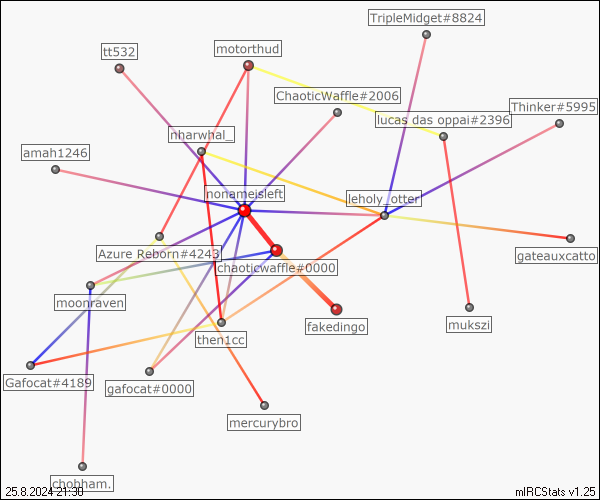 TripleMidget#8824
motorthud
tt532
ChaoticWaffle#2006
Thinker#5995
lucas das oppai#2396
nharwhal_
amah1246
nonameisleft
leholy_otter
Azure Reborn#4243
gateauxcatto
chaoticwaffle#0000
moonraven
fakedingo
mukszi
then1cc
Gafocat#4189
gafocat#0000
mercurybro
chobham.
25.8.2024 21:30
mIRCStats v1.25